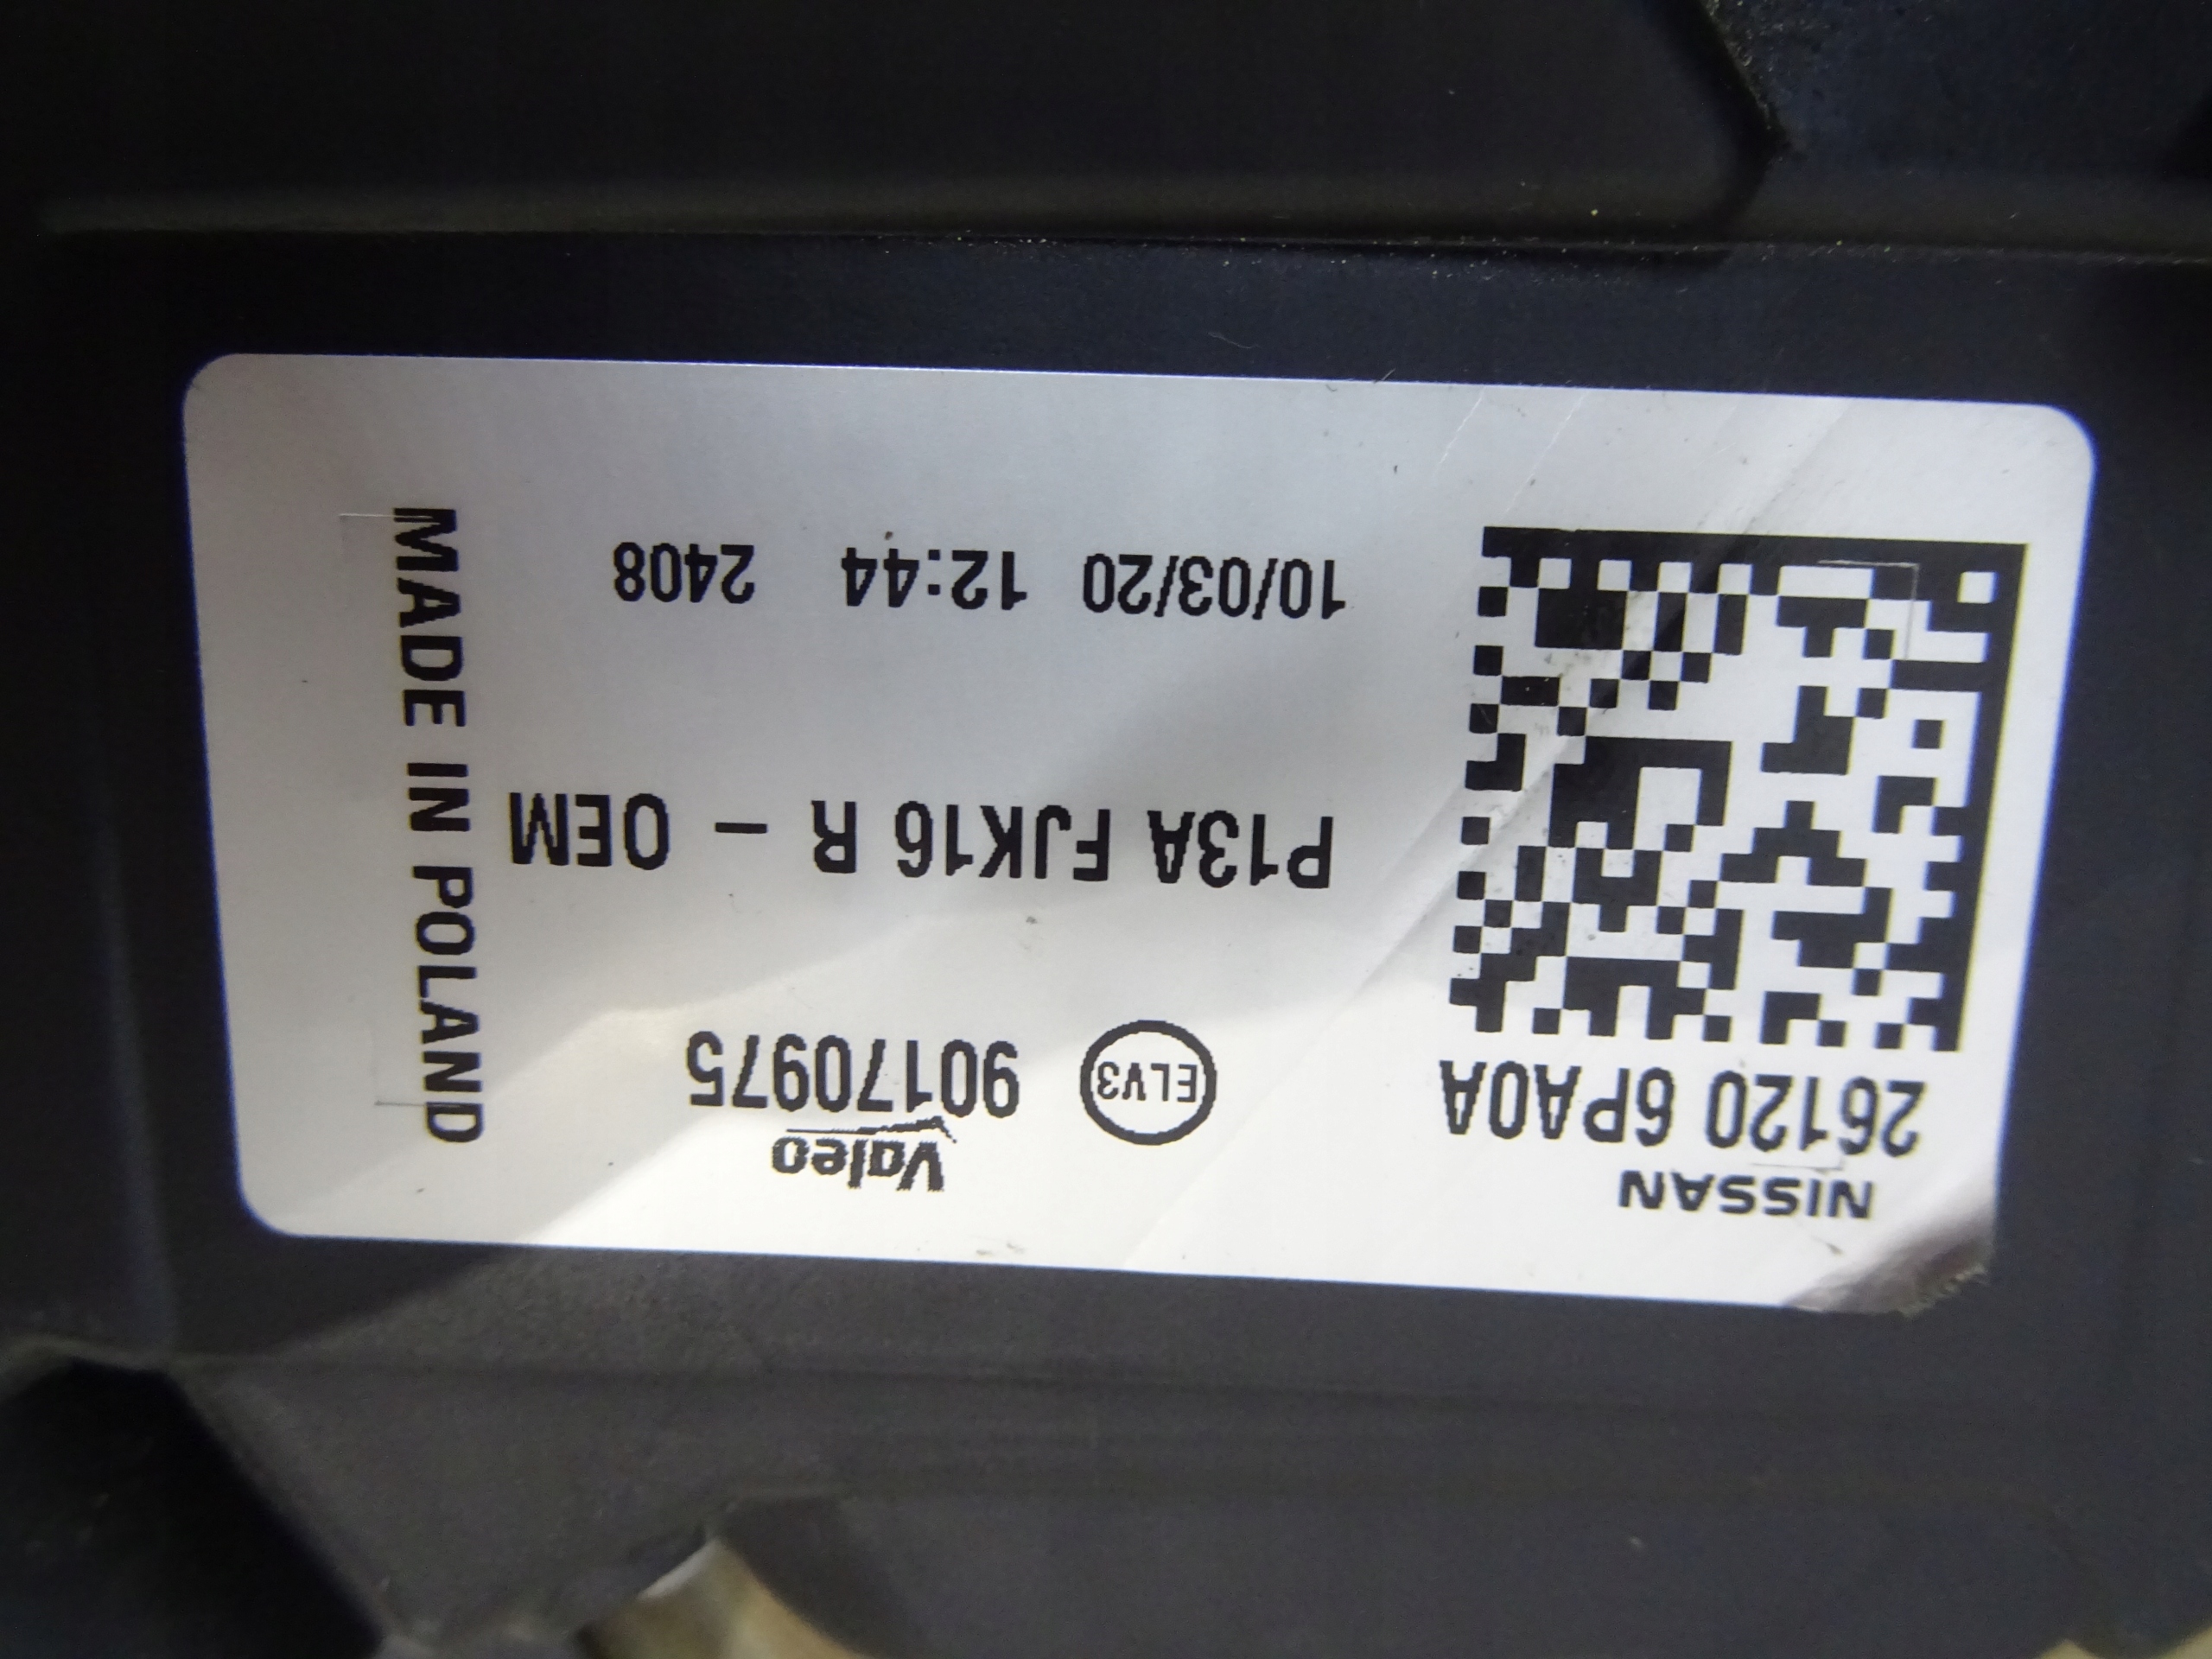 NISSAN
26120 6PA0A
Valeo
ELV3
90170975
P13A FJK16 R - OEM
10/03/20 12:44 2408
MADE IN POLAND